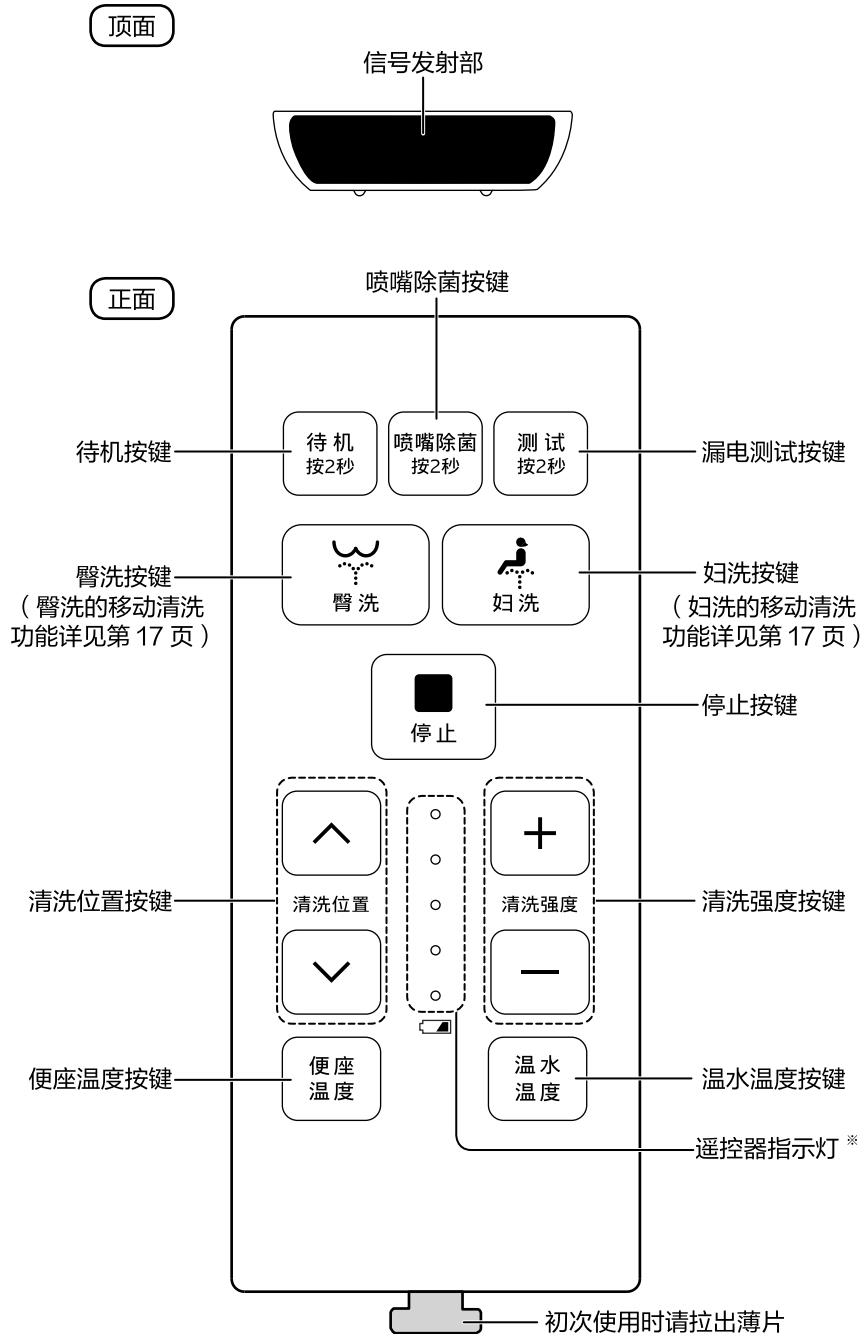 顶面
信号发射部
正面
喷嘴除菌按键
待机按键
待机
按2秒
喷嘴除菌
按2秒
测试
按2秒
漏电测试按键
臀洗按键
（臀洗的移动清洗
功能详见第 17 页）
臀洗
妇洗
妇洗按键
（妇洗的移动清洗
功能详见第 17 页）
停止
停止按键
清洗位置按键
清洗位置
清洗强度
清洗强度按键
便座温度按键
便座
温度
温水
温度
温水温度按键
遥控器指示灯※
初次使用时请拉出薄片